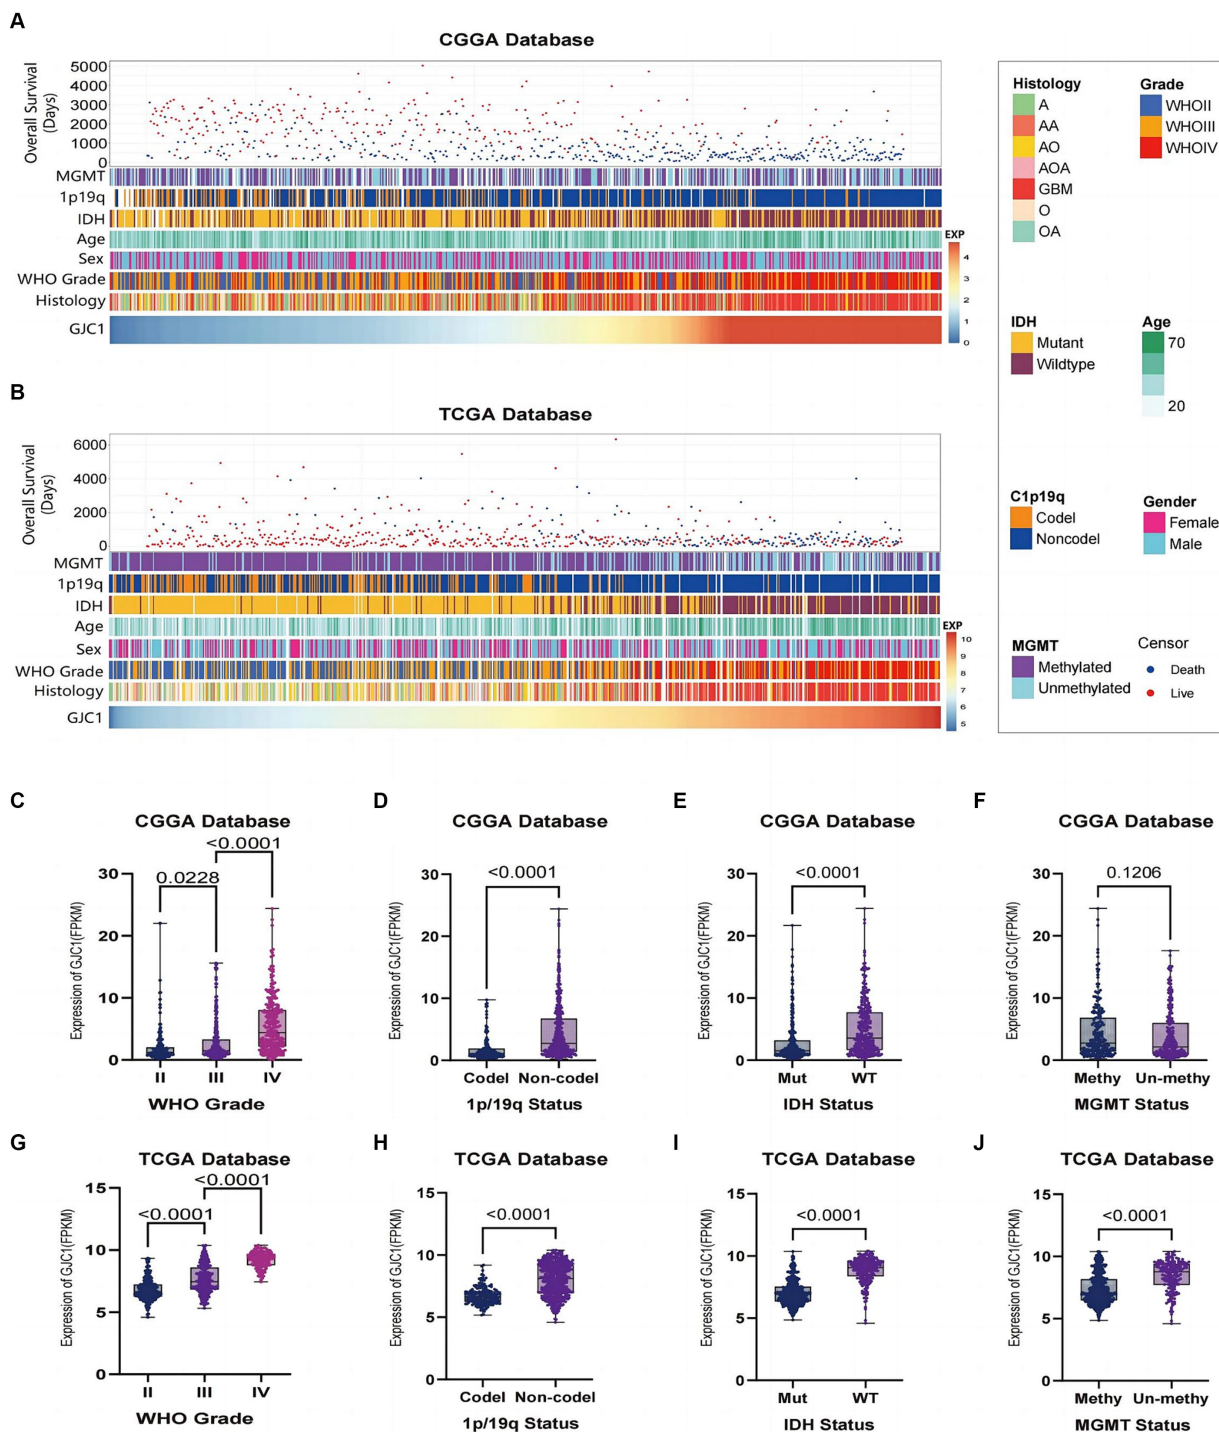 A
CGGA Database
Overall Survival
(Days)
5000
4000
3000
2000
1000
0
MGMT
1p19q
IDH
Age
Sex
WHO Grade
Histology
GJC1
EXP
4
3
2
1
0
Histology
A
AA
AO
AOA
GBM
O
OA
Grade
WHOII
WHOIII
WHOIV
IDH
Mutant
Wildtype
Age
70
20
C1p19q
Codel
Noncodel
Gender
Female
Male
MGMT
Methylated
Unmethylated
Censor
Death
Live
B
TCGA Database
Overall Survival
(Days)
6000
4000
2000
0
MGMT
1p19q
IDH
Age
Sex
WHO Grade
Histology
GJC1
EXP
10
9
8
7
6
5
C
CGGA Database
<0.0001
0.0228
Expression of GJC1(FPKM)
30
20
10
0
II III IV
WHO Grade
D
CGGA Database
<0.0001
Expression of GJC1(FPKM)
30
20
10
0
Codel Non-codel
1p/19q Status
E
CGGA Database
<0.0001
Expression of GJC1(FPKM)
30
20
10
0
Mut WT
IDH Status
F
CGGA Database
0.1206
Expression of GJC1(FPKM)
30
20
10
0
Methy Un-methy
MGMT Status
G
TCGA Database
<0.0001
<0.0001
Expression of GJC1(FPKM)
15
10
5
0
II III IV
WHO Grade
H
TCGA Database
<0.0001
Expression of GJC1(FPKM)
15
10
5
0
Codel Non-codel
1p/19q Status
I
TCGA Database
<0.0001
Expression of GJC1(FPKM)
15
10
5
0
Mut WT
IDH Status
J
TCGA Database
<0.0001
Expression of GJC1(FPKM)
15
10
5
0
Methy Un-methy
MGMT Status